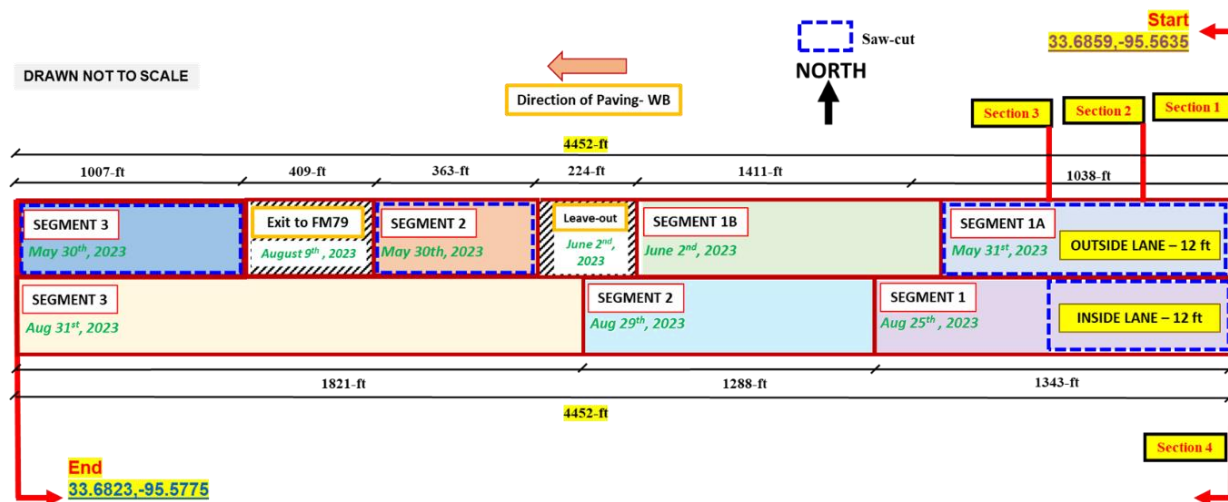 Start
33.6859,-95.5635
Saw-cut
NORTH
DRAWN NOT TO SCALE
Direction of Paving- WB
Section 3
Section 2
Section 1
4452-ft
1007-ft
409-ft
363-ft
224-ft
1411-ft
1038-ft
SEGMENT 3
May 30th, 2023
Exit to FM79
August 9th, 2023
SEGMENT 2
May 30th, 2023
Leave-out
June 2nd,
2023
SEGMENT 1B
June 2nd, 2023
SEGMENT 1A
May 31st, 2023
OUTSIDE LANE – 12 ft
SEGMENT 3
Aug 31st, 2023
SEGMENT 2
Aug 29th, 2023
SEGMENT 1
Aug 25th, 2023
INSIDE LANE – 12 ft
1821-ft
1288-ft
1343-ft
4452-ft
Section 4
End
33.6823,-95.5775